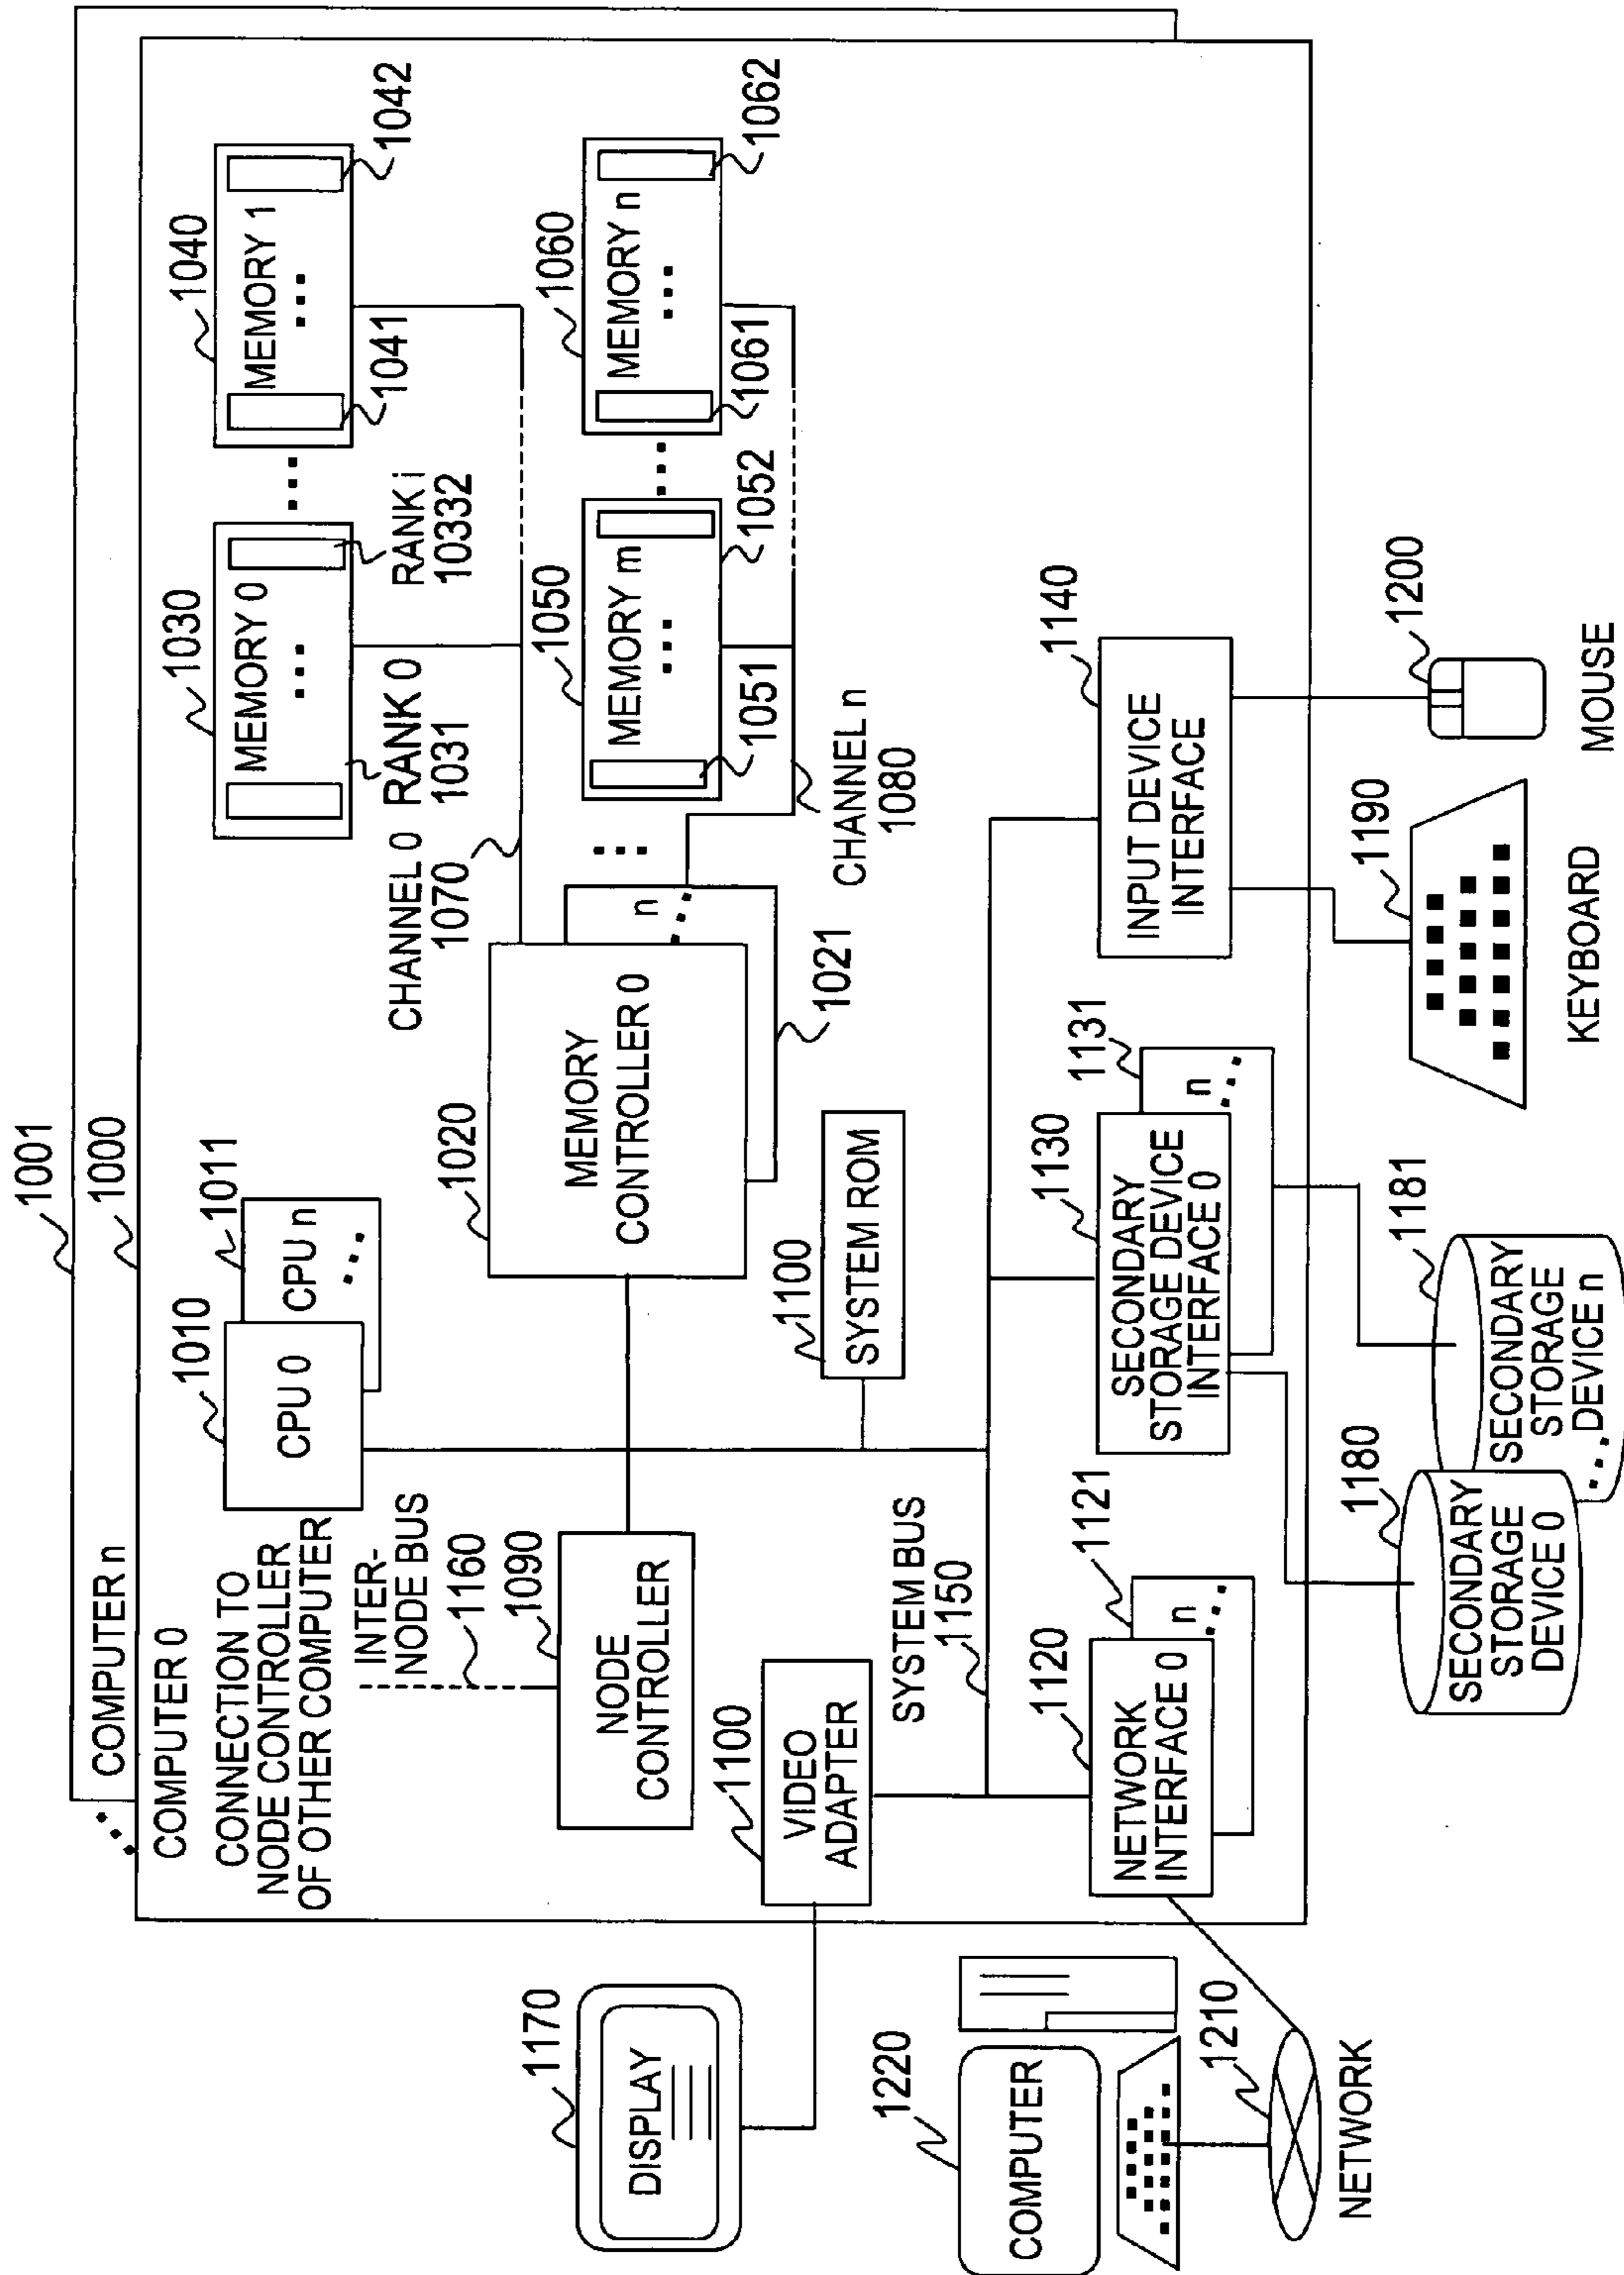 1001
COMPUTER n
1000
COMPUTER 0
CONNECTION TO
NODE CONTROLLER
OF OTHER COMPUTER
INTER-
NODE BUS
1160
1090
NODE
CONTROLLER
1010
CPU 0
1011
CPU n
1020
MEMORY
CONTROLLER 0
n
1021
CHANNEL 0
1070
1030
MEMORY 0
RANK 0
1031
RANK i
10332
1040
MEMORY 1
1041
1042
1050
MEMORY m
1051
1052
1060
MEMORY n
1061
1062
CHANNEL n
1080
1100
SYSTEM ROM
1100
VIDEO
ADAPTER
SYSTEM BUS
1150
1120
NETWORK
INTERFACE 0
1121
n
1130
SECONDARY
STORAGE DEVICE
INTERFACE 0
1131
n
1140
INPUT DEVICE
INTERFACE
1170
DISPLAY
1220
COMPUTER
1210
NETWORK
1180
SECONDARY
STORAGE
DEVICE 0
1181
SECONDARY
STORAGE
DEVICE n
1190
KEYBOARD
1200
MOUSE